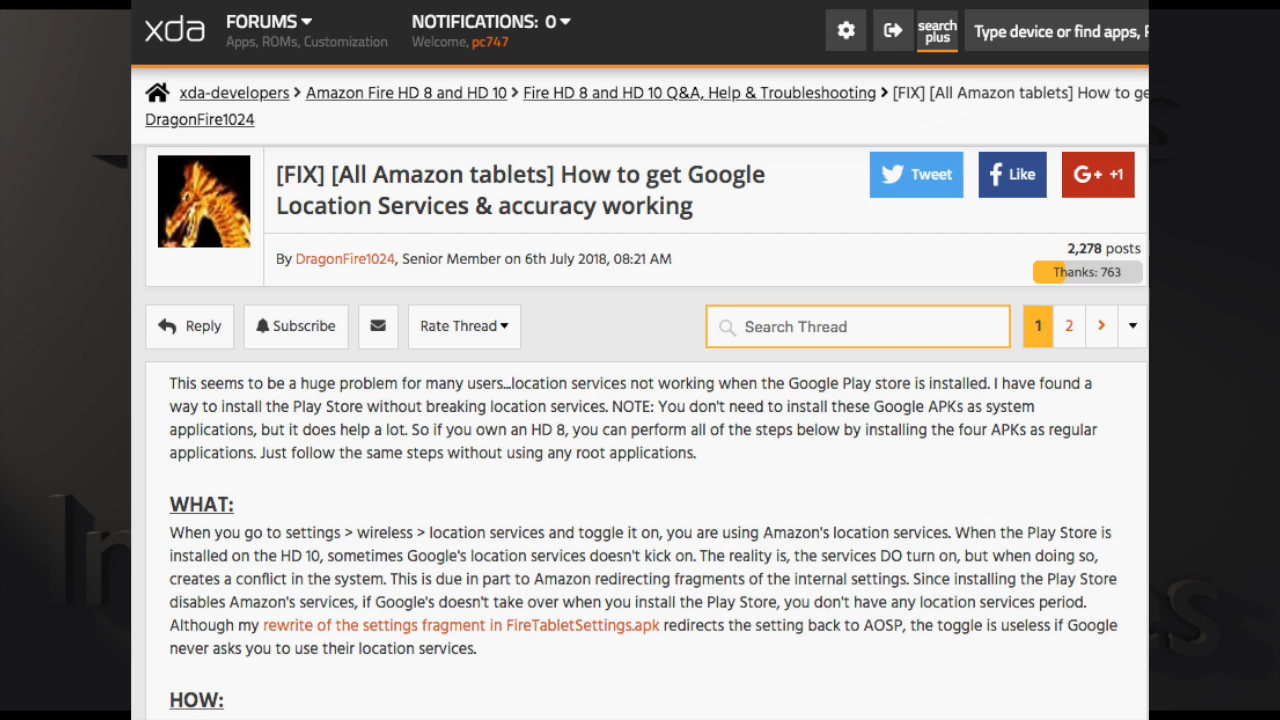 xda
FORUMS
Apps, ROMs, Customization
NOTIFICATIONS: 0
Welcome, pc747
search
plus
Type device or find apps,
xda-developers > Amazon Fire HD 8 and HD 10 > Fire HD 8 and HD 10 Q&A, Help & Troubleshooting > [FIX] [All Amazon tablets] How to ge
DragonFire1024
[FIX] [All Amazon tablets] How to get Google
Location Services & accuracy working
Tweet
Like
G+ +1
By DragonFire1024, Senior Member on 6th July 2018, 08:21 AM
2,278 posts
Thanks: 763
Reply
Subscribe
Rate Thread
Search Thread
1 2 >
This seems to be a huge problem for many users...location services not working when the Google Play store is installed. I have found a
way to install the Play Store without breaking location services. NOTE: You don't need to install these Google APKs as system
applications, but it does help a lot. So if you own an HD 8, you can perform all of the steps below by installing the four APKs as regular
applications. Just follow the same steps without using any root applications.
WHAT:
When you go to settings > wireless > location services and toggle it on, you are using Amazon's location services. When the Play Store is
installed on the HD 10, sometimes Google's location services doesn't kick on. The reality is, the services DO turn on, but when doing so,
creates a conflict in the system. This is due in part to Amazon redirecting fragments of the internal settings. Since installing the Play Store
disables Amazon's services, if Google's doesn't take over when you install the Play Store, you don't have any location services period.
Although my rewrite of the settings fragment in FireTabletSettings.apk redirects the setting back to AOSP, the toggle is useless if Google
never asks you to use their location services.
HOW: